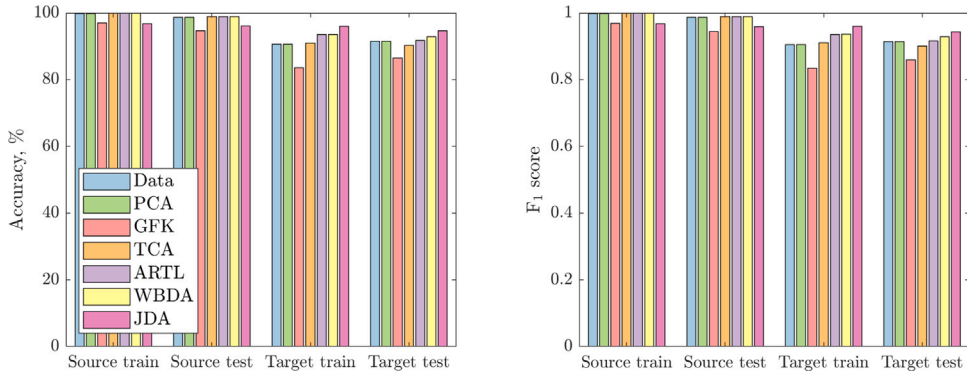 100
80
60
40
20
0
Accuracy, %
Data
PCA
GFK
TCA
ARTL
WBDA
JDA
Source train Source test Target train Target test
1
0.8
0.6
0.4
0.2
0
F1 score
Source train Source test Target train Target test